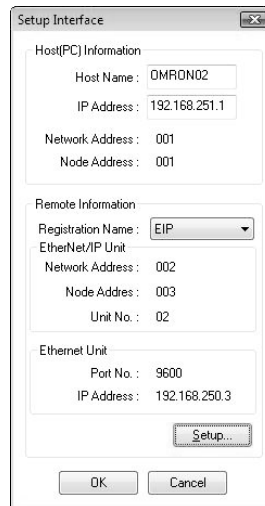 Setup Interface
Host(PC) Information
Host Name : OMRON02
IP Address : 192.168.251.1
Network Address : 001
Node Address : 001
Remote Information
Registration Name : EIP
EtherNet/IP Unit
Network Address : 002
Node Addres : 003
Unit No. : 02
Ethernet Unit
Port No. : 9600
IP Address : 192.168.250.3
Setup...
OK Cancel